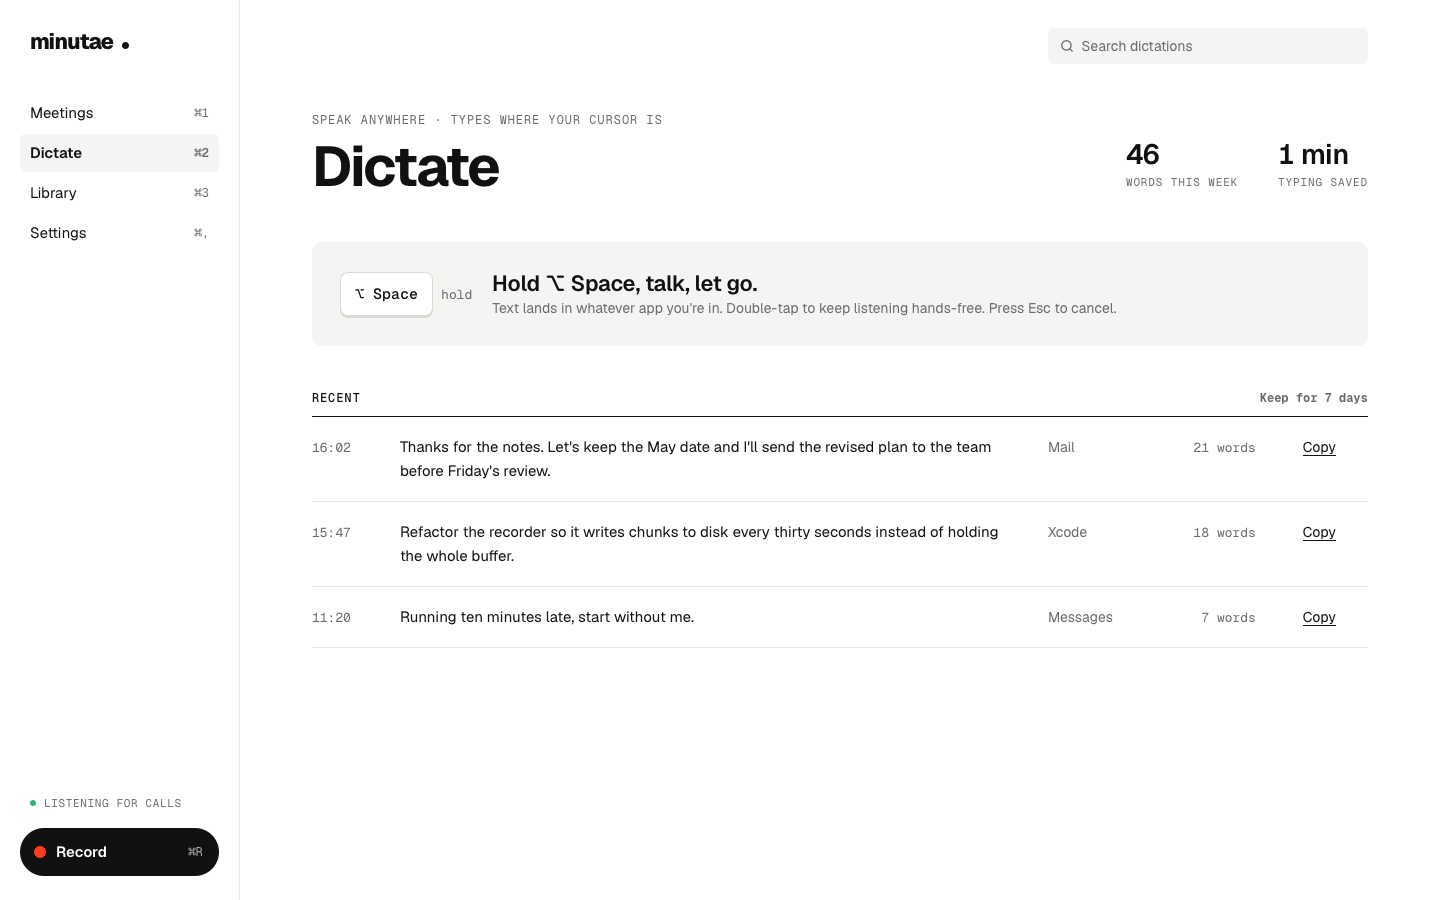 minutae
Meetings ⌘1
Dictate ⌘2
Library ⌘3
Settings ⌘,
LISTENING FOR CALLS
Record ⌘R
Search dictations
SPEAK ANYWHERE · TYPES WHERE YOUR CURSOR IS
Dictate
46
WORDS THIS WEEK
1 min
TYPING SAVED
⌥ Space hold
Hold ⌥ Space, talk, let go.
Text lands in whatever app you're in. Double-tap to keep listening hands-free. Press Esc to cancel.
RECENT Keep for 7 days
16:02 Thanks for the notes. Let's keep the May date and I'll send the revised plan to the team Mail 21 words Copy
before Friday's review.
15:47 Refactor the recorder so it writes chunks to disk every thirty seconds instead of holding Xcode 18 words Copy
the whole buffer.
11:20 Running ten minutes late, start without me. Messages 7 words Copy